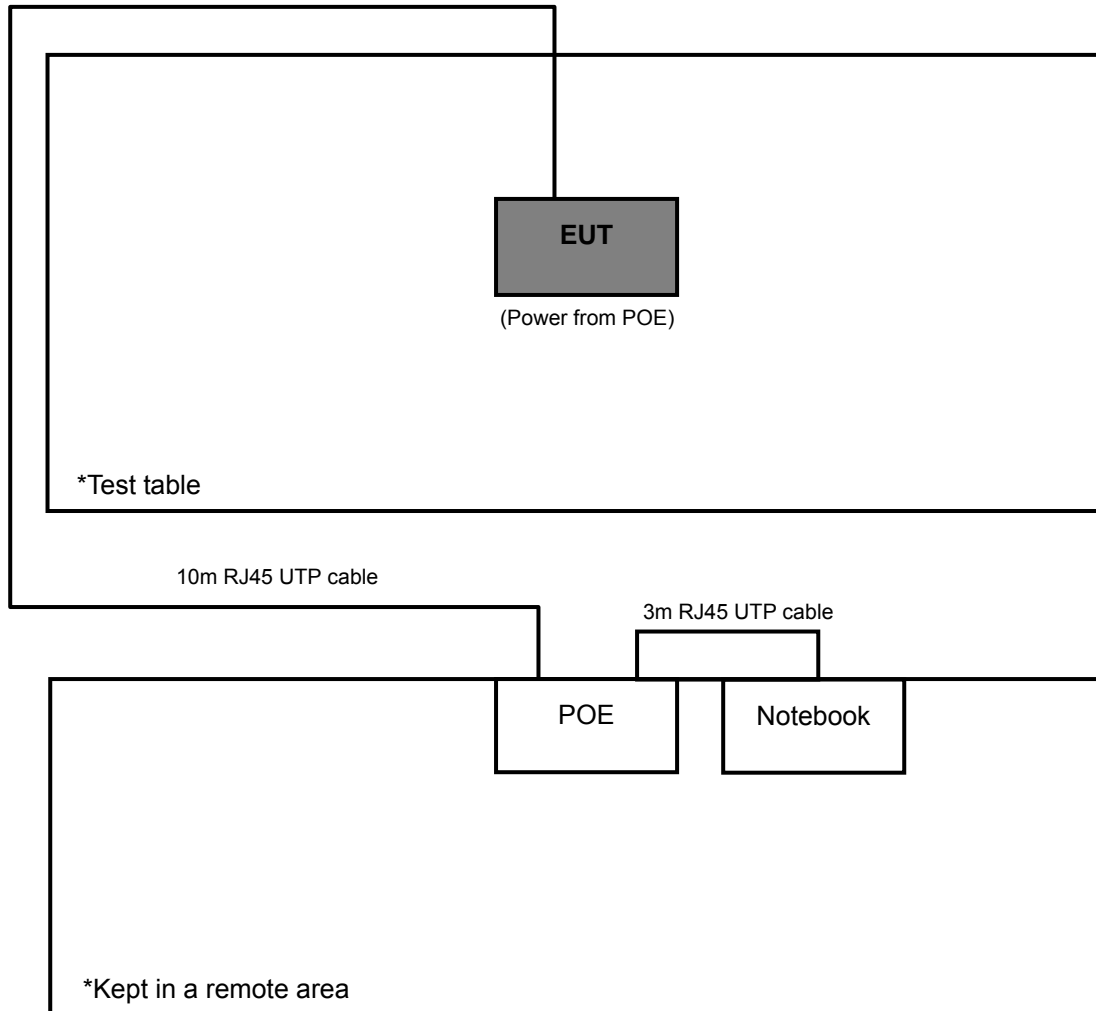 EUT
(Power from POE)
*Test table
10m RJ45 UTP cable
3m RJ45 UTP cable
POE
Notebook
*Kept in a remote area